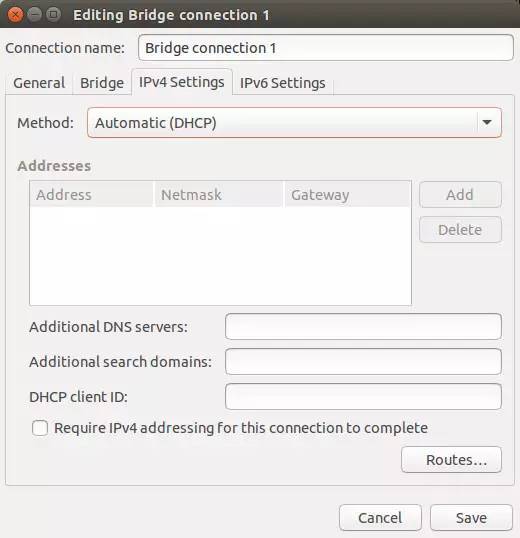 Editing Bridge connection 1
Connection name: Bridge connection 1
General Bridge IPv4 Settings IPv6 Settings
Method: Automatic (DHCP)
Addresses
Address Netmask Gateway Add
Delete
Additional DNS servers:
Additional search domains:
DHCP client ID:
Require IPv4 addressing for this connection to complete
Routes…
Cancel Save